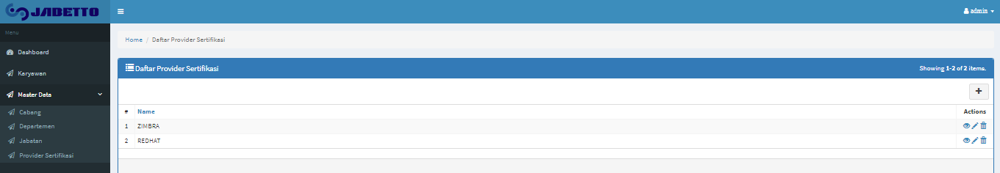 JABETTO
admin
Menu
Dashboard
Karyawan
Master Data
Cabang
Departemen
Jabatan
Provider Sertifikasi
Home / Daftar Provider Sertifikasi
Daftar Provider Sertifikasi
Showing 1-2 of 2 items.
# Name Actions
1 ZIMBRA
2 REDHAT